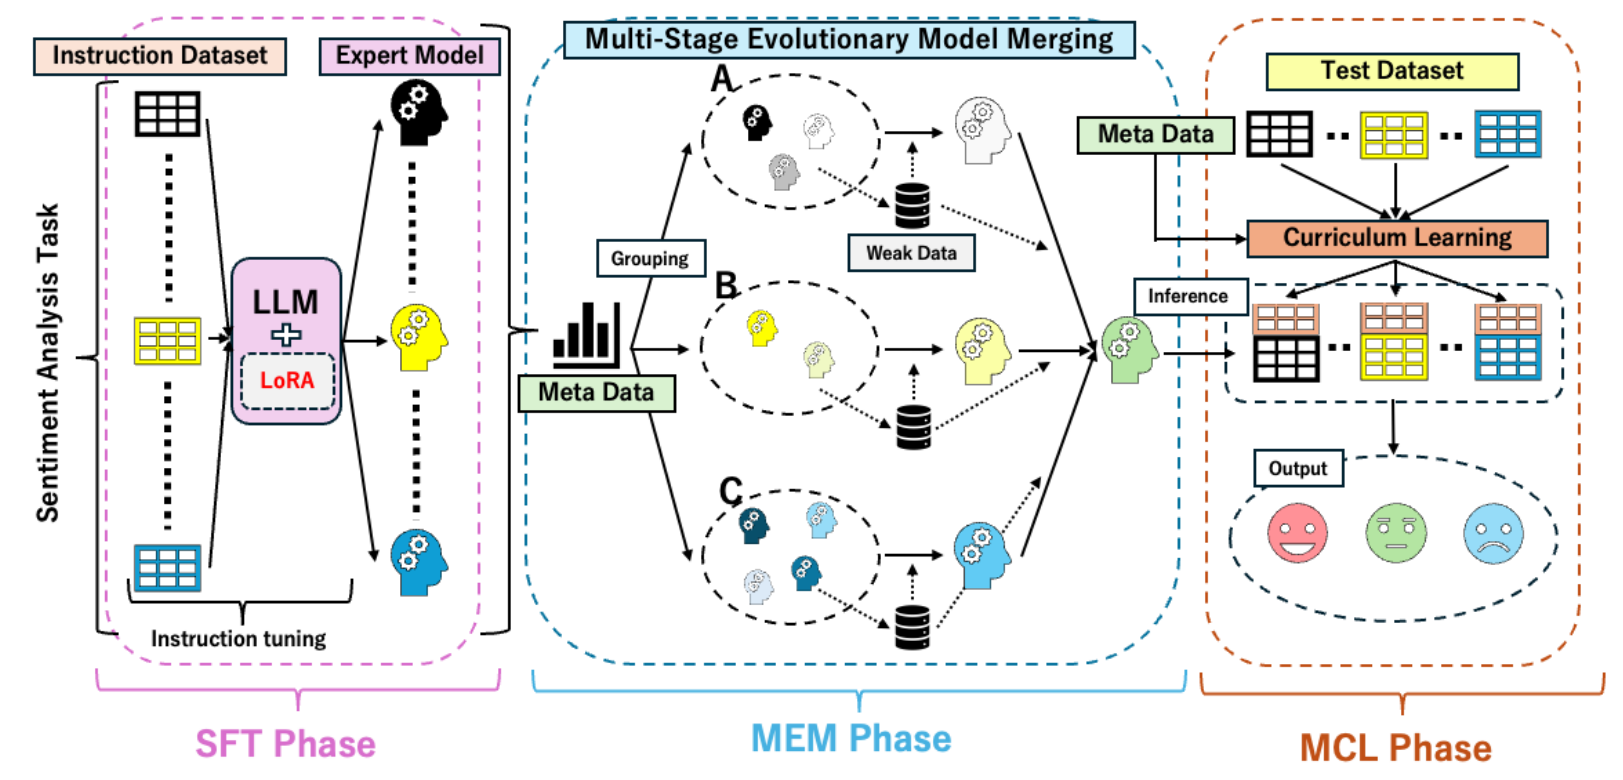 Instruction Dataset
Expert Model
Sentiment Analysis Task
LLM
LoRA
Instruction tuning
SFT Phase
Multi-Stage Evolutionary Model Merging
A
Grouping
Weak Data
B
Meta Data
C
MEM Phase
Test Dataset
Meta Data
Curriculum Learning
Inference
Output
MCL Phase